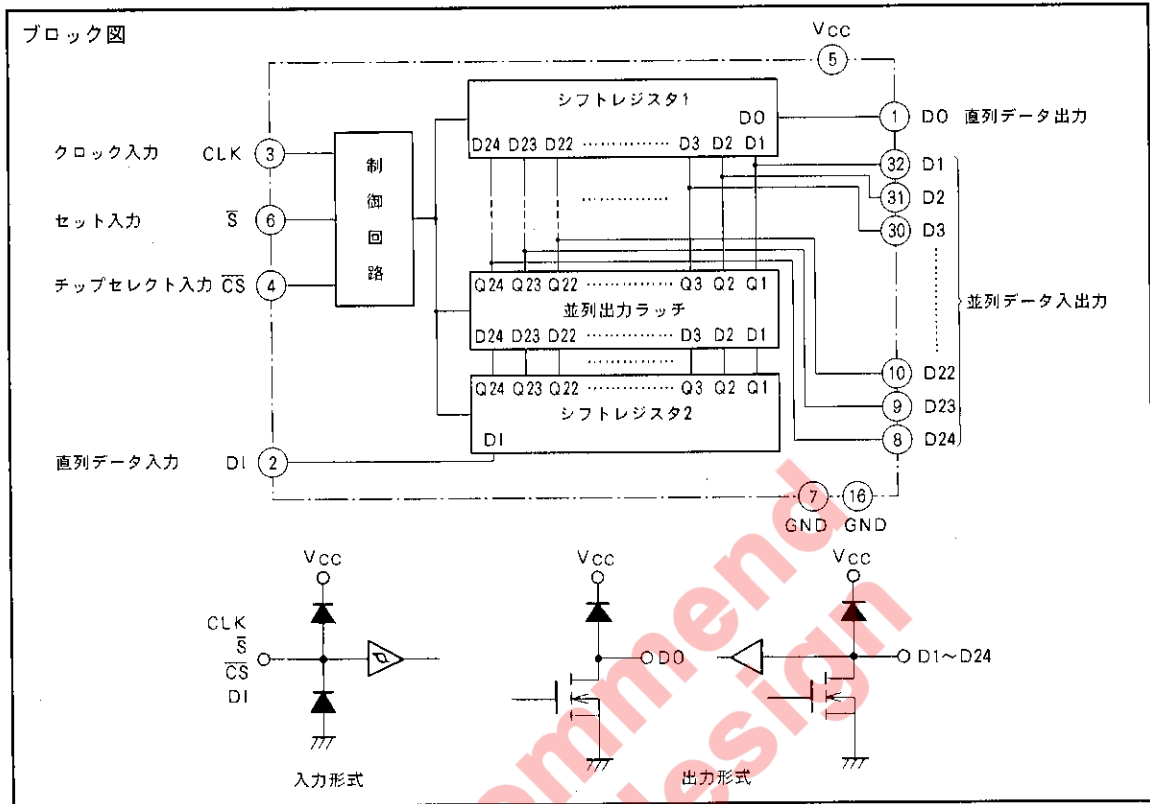 ブロック図
VCC
5
シフトレジスタ1
DO
1 DO 直列データ出力
D24 D23 D22 ·············· D3 D2 D1
クロック入力 CLK 3
制御回路
32 D1
31 D2
セット入力 S̅ 6
30 D3
チップセレクト入力 C̅S̅ 4
Q24 Q23 Q22 ·············· Q3 Q2 Q1
並列出力ラッチ
並列データ入出力
D24 D23 D22 ·············· D3 D2 D1
Q24 Q23 Q22 ·············· Q3 Q2 Q1
10 D22
シフトレジスタ2
9 D23
DI
8 D24
直列データ入力 DI 2
7 16
GND GND
VCC VCC VCC
CLK
S̅
C̅S̅
DI
DO
D1～D24
入力形式 出力形式
ommend
design